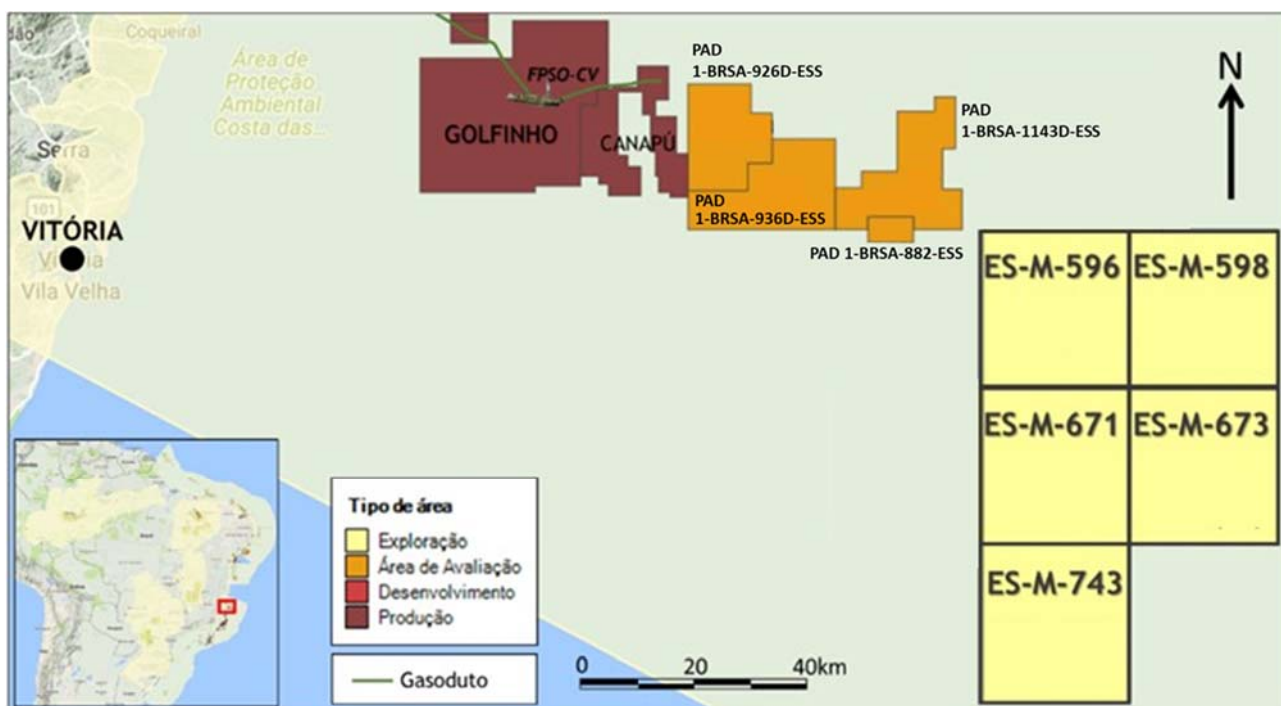 Coqueiral
Área de
Proteção
Ambiental
Costa das...
Serra
101
VITÓRIA
Vila Velha
FPSO-CV
GOLFINHO
CANAPÚ
PAD
1-BRSA-926D-ESS
PAD
1-BRSA-936D-ESS
PAD
1-BRSA-1143D-ESS
PAD 1-BRSA-882-ESS
N
ES-M-596
ES-M-598
ES-M-671
ES-M-673
ES-M-743
Tipo de área
Exploração
Área de Avaliação
Desenvolvimento
Produção
Gasoduto
0 20 40km